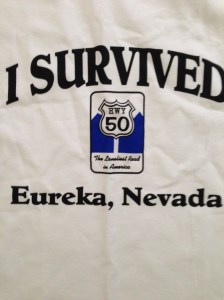 I SURVIVED
HWY
50
The Loneliest Road
in America
Eureka, Nevada